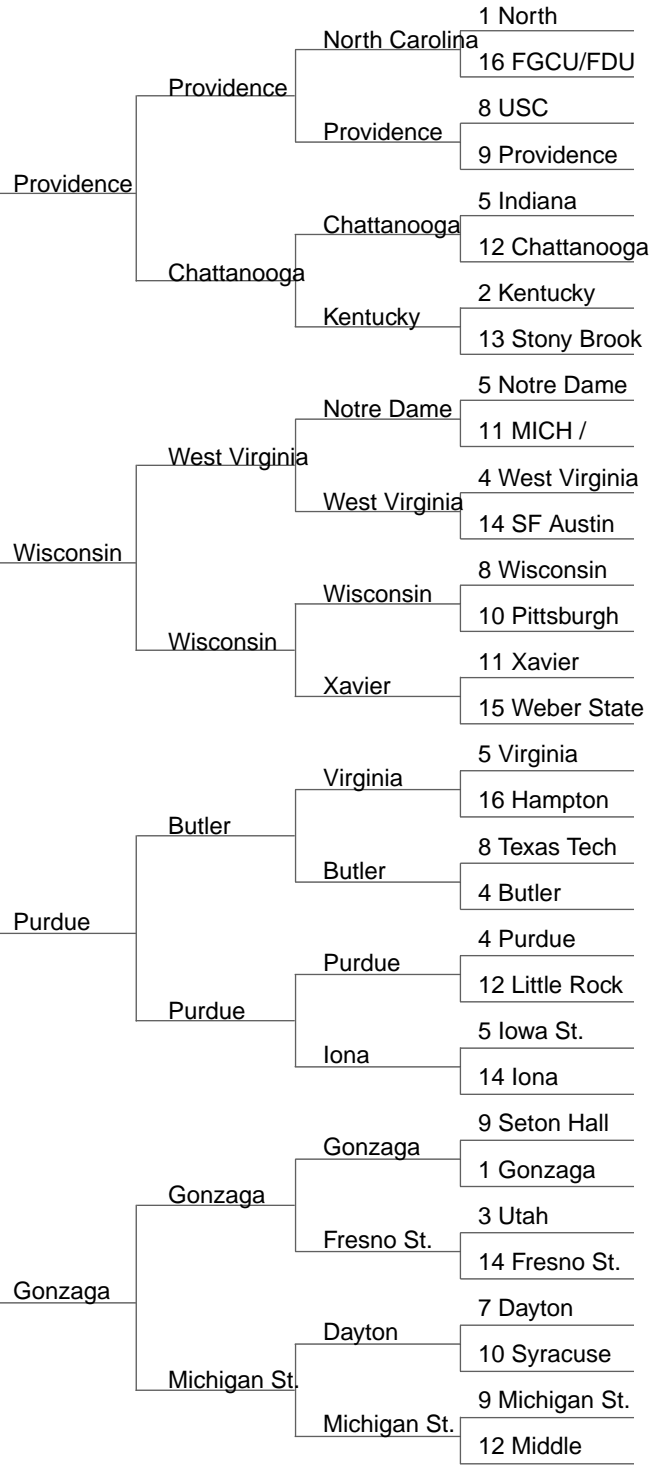 1 North
North Carolina
16 FGCU/FDU
Providence
8 USC
Providence
9 Providence
Providence
5 Indiana
Chattanooga
12 Chattanooga
Chattanooga
2 Kentucky
Kentucky
13 Stony Brook
5 Notre Dame
Notre Dame
11 MICH /
West Virginia
4 West Virginia
West Virginia
14 SF Austin
Wisconsin
8 Wisconsin
Wisconsin
10 Pittsburgh
Wisconsin
11 Xavier
Xavier
15 Weber State
5 Virginia
Virginia
16 Hampton
Butler
8 Texas Tech
Butler
4 Butler
Purdue
4 Purdue
Purdue
12 Little Rock
Purdue
5 Iowa St.
Iona
14 Iona
9 Seton Hall
Gonzaga
1 Gonzaga
Gonzaga
3 Utah
Fresno St.
14 Fresno St.
Gonzaga
7 Dayton
Dayton
10 Syracuse
Michigan St.
9 Michigan St.
Michigan St.
12 Middle